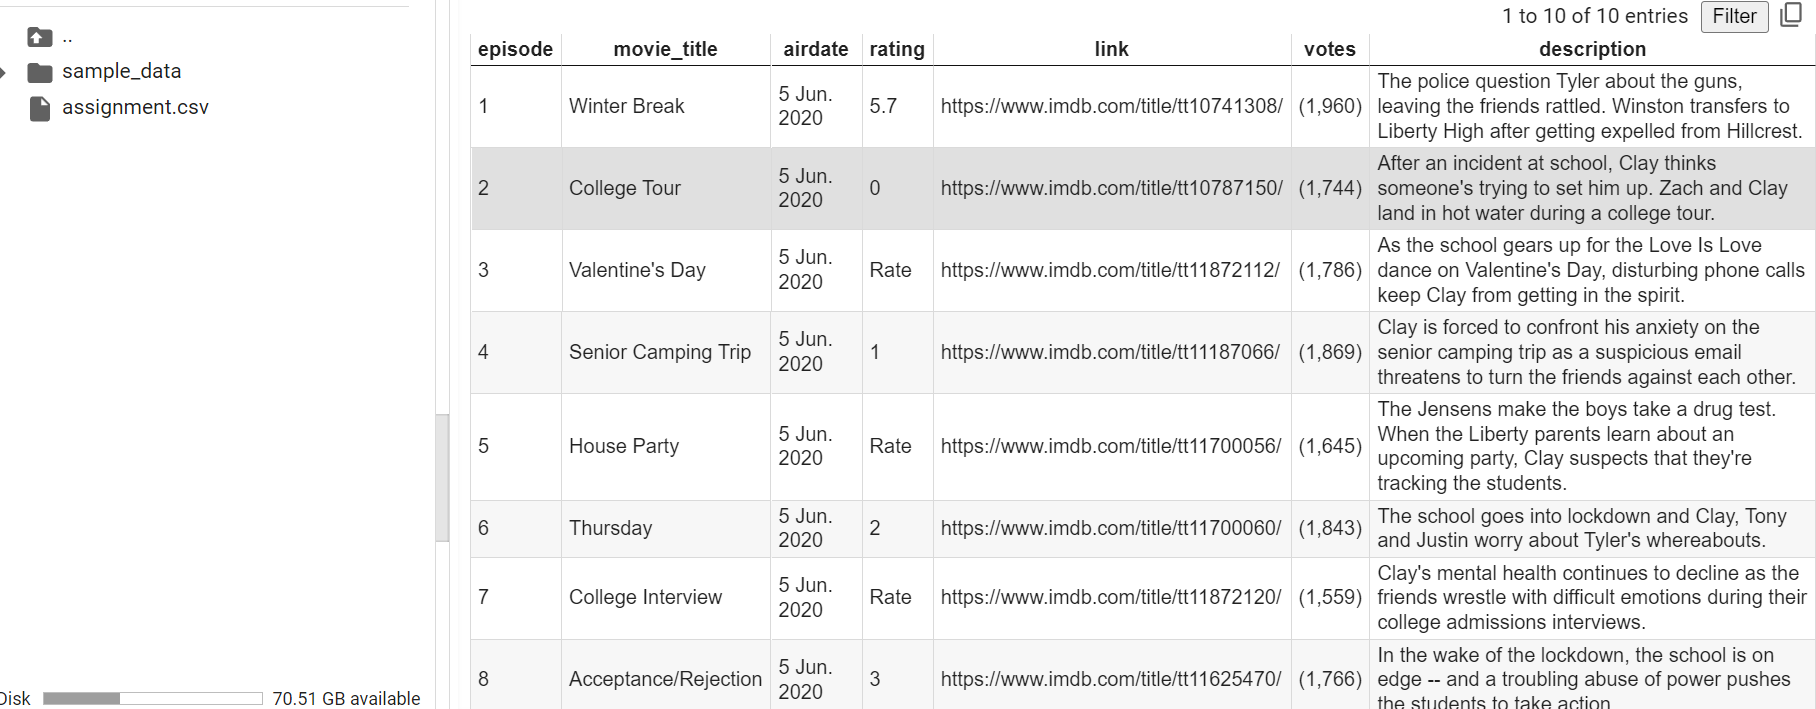 ..
sample_data
assignment.csv
Disk 70.51 GB available
1 to 10 of 10 entries Filter
episode movie_title airdate rating link votes description
1 Winter Break 5 Jun. 2020 5.7 https://www.imdb.com/title/tt10741308/ (1,960) The police question Tyler about the guns,
leaving the friends rattled. Winston transfers to
Liberty High after getting expelled from Hillcrest.
2 College Tour 5 Jun. 2020 0 https://www.imdb.com/title/tt10787150/ (1,744) After an incident at school, Clay thinks
someone's trying to set him up. Zach and Clay
land in hot water during a college tour.
3 Valentine's Day 5 Jun. 2020 Rate https://www.imdb.com/title/tt11872112/ (1,786) As the school gears up for the Love Is Love
dance on Valentine's Day, disturbing phone calls
keep Clay from getting in the spirit.
4 Senior Camping Trip 5 Jun. 2020 1 https://www.imdb.com/title/tt11187066/ (1,869) Clay is forced to confront his anxiety on the
senior camping trip as a suspicious email
threatens to turn the friends against each other.
5 House Party 5 Jun. 2020 Rate https://www.imdb.com/title/tt11700056/ (1,645) The Jensens make the boys take a drug test.
When the Liberty parents learn about an
upcoming party, Clay suspects that they're
tracking the students.
6 Thursday 5 Jun. 2020 2 https://www.imdb.com/title/tt11700060/ (1,843) The school goes into lockdown and Clay, Tony
and Justin worry about Tyler's whereabouts.
7 College Interview 5 Jun. 2020 Rate https://www.imdb.com/title/tt11872120/ (1,559) Clay's mental health continues to decline as the
friends wrestle with difficult emotions during their
college admissions interviews.
8 Acceptance/Rejection 5 Jun. 2020 3 https://www.imdb.com/title/tt11625470/ (1,766) In the wake of the lockdown, the school is on
edge -- and a troubling abuse of power pushes
the students to take action